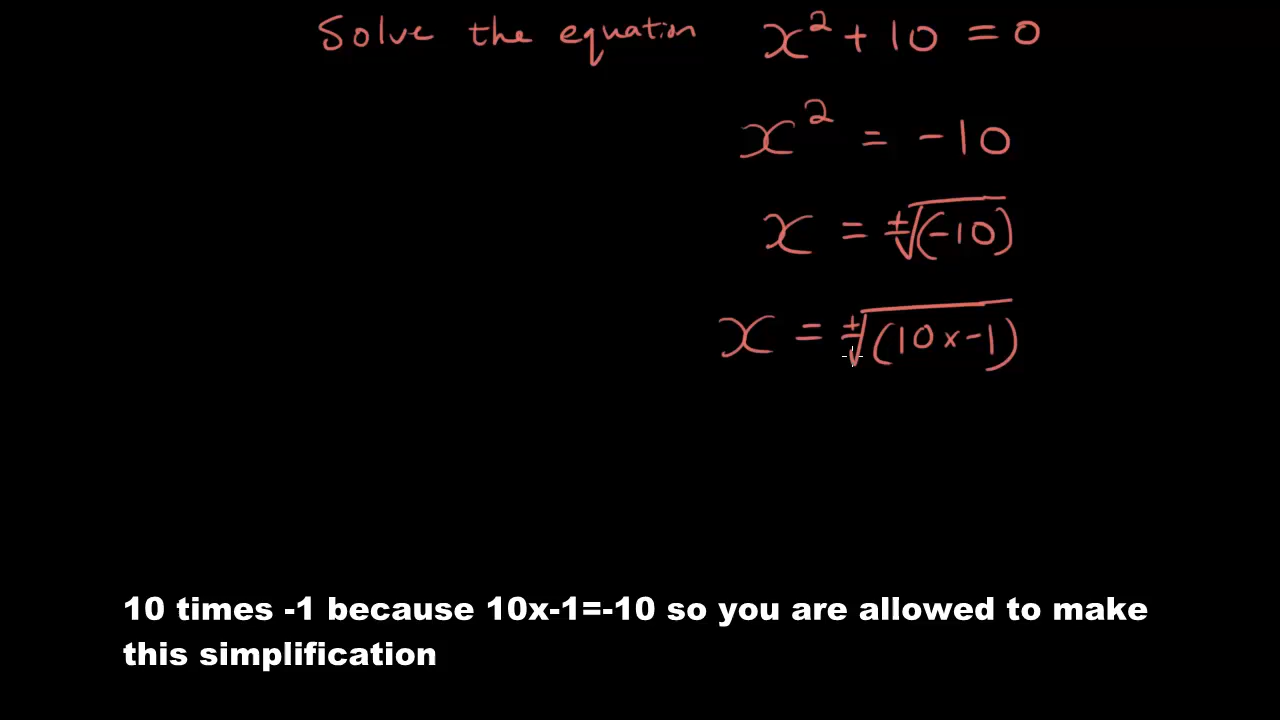 Solve the equation x² + 10 = 0
x² = -10
x = ±√(-10)
x = ±√(10x-1)
10 times -1 because 10x-1=-10 so you are allowed to make
this simplification